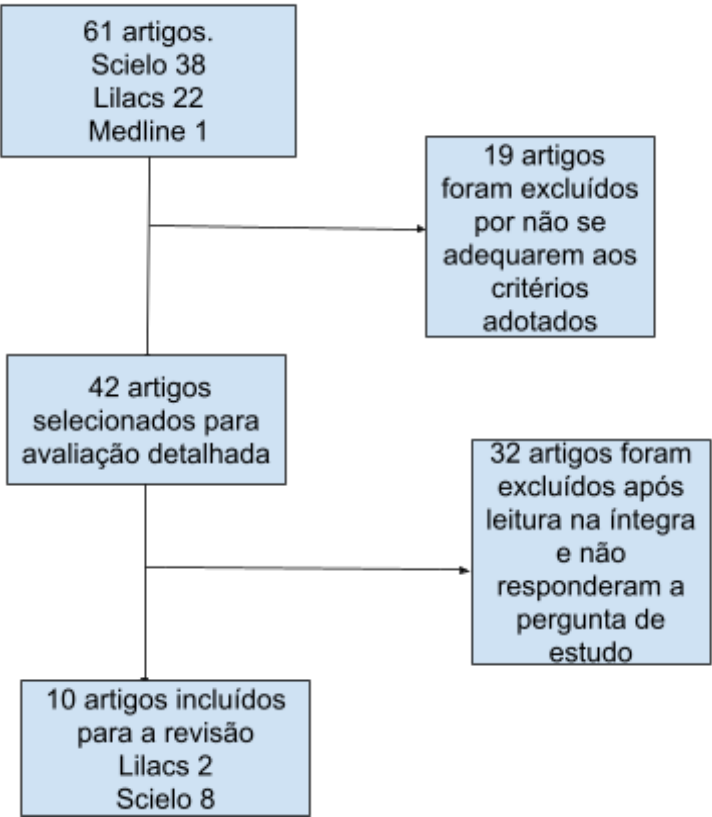 61 artigos.
Scielo 38
Lilacs 22
Medline 1
19 artigos
foram excluídos
por não se
adequarem aos
critérios
adotados
42 artigos
selecionados para
avaliação detalhada
32 artigos foram
excluídos após
leitura na íntegra
e não
responderam a
pergunta de
estudo
10 artigos incluídos
para a revisão
Lilacs 2
Scielo 8